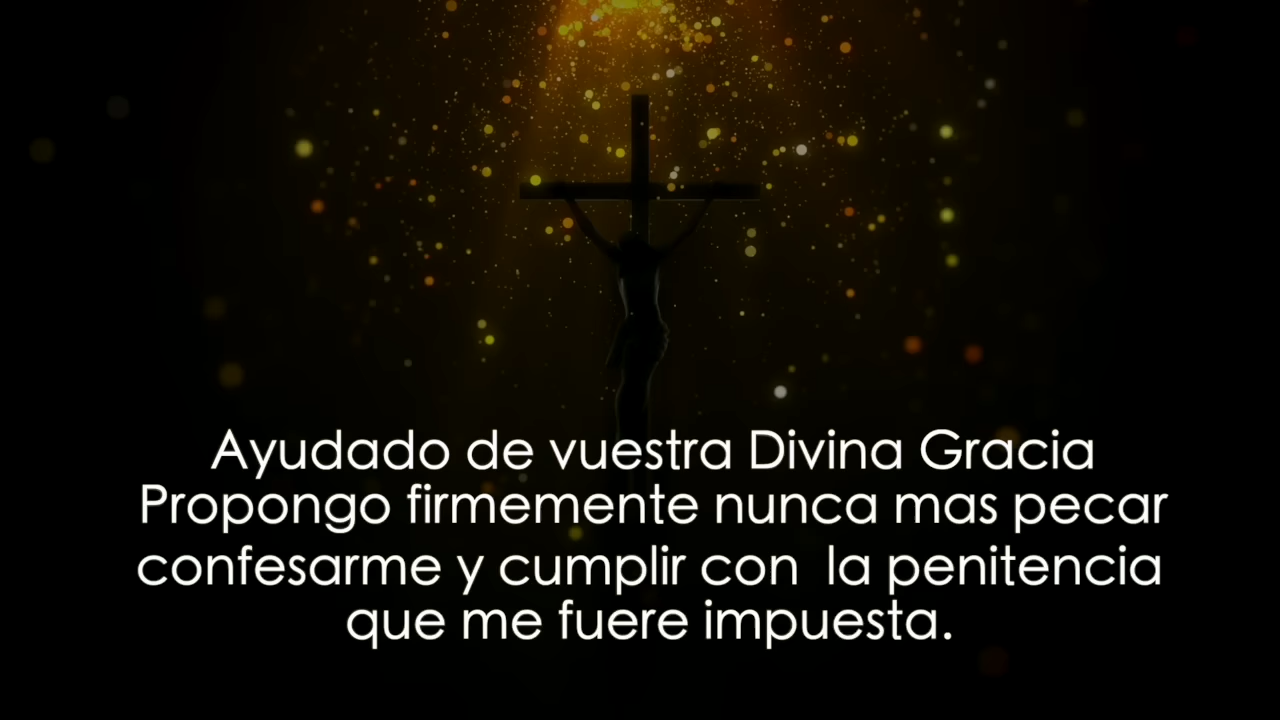 Ayudado de vuestra Divina Gracia
Propongo firmemente nunca mas pecar
confesarme y cumplir con la penitencia
que me fuere impuesta.